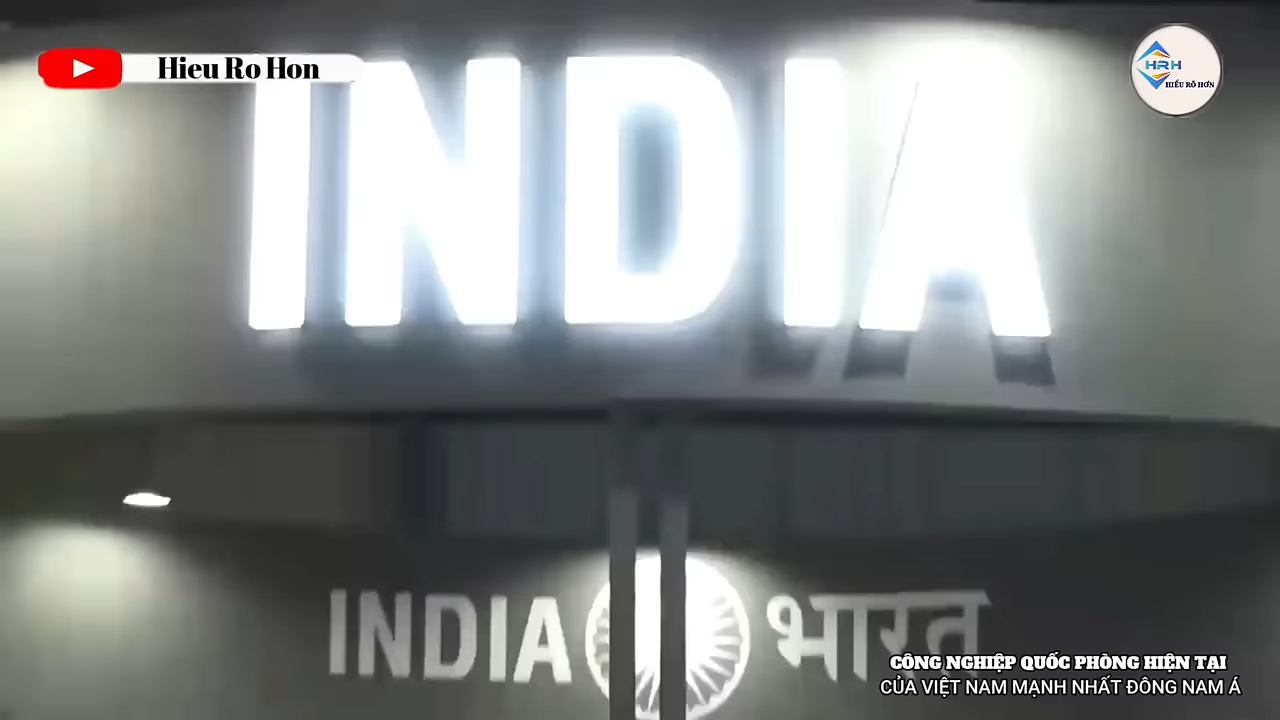 Hieu Ro Hon
HRH
HIỂU RÕ HƠN
INDIA
INDIA भारत
CÔNG NGHIỆP QUỐC PHÒNG HIỆN TẠI
CỦA VIỆT NAM MẠNH NHẤT ĐÔNG NAM Á